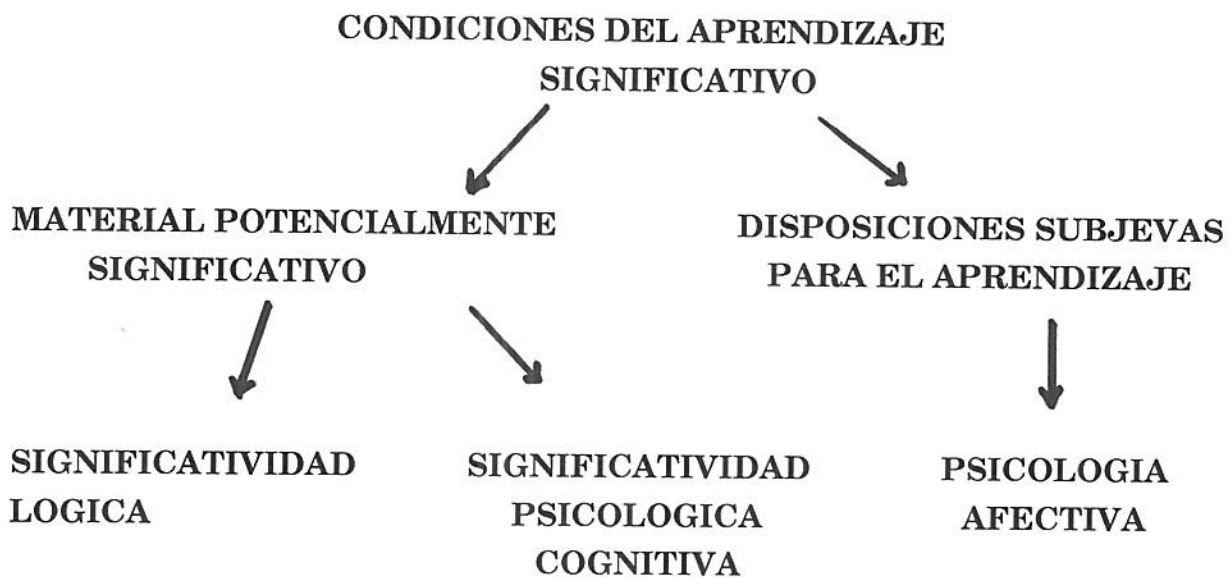 CONDICIONES DEL APRENDIZAJE
SIGNIFICATIVO
MATERIAL POTENCIALMENTE
SIGNIFICATIVO
DISPOSICIONES SUBJEVAS
PARA EL APRENDIZAJE
SIGNIFICATIVIDAD
LOGICA
SIGNIFICATIVIDAD
PSICOLOGICA
COGNITIVA
PSICOLOGIA
AFECTIVA